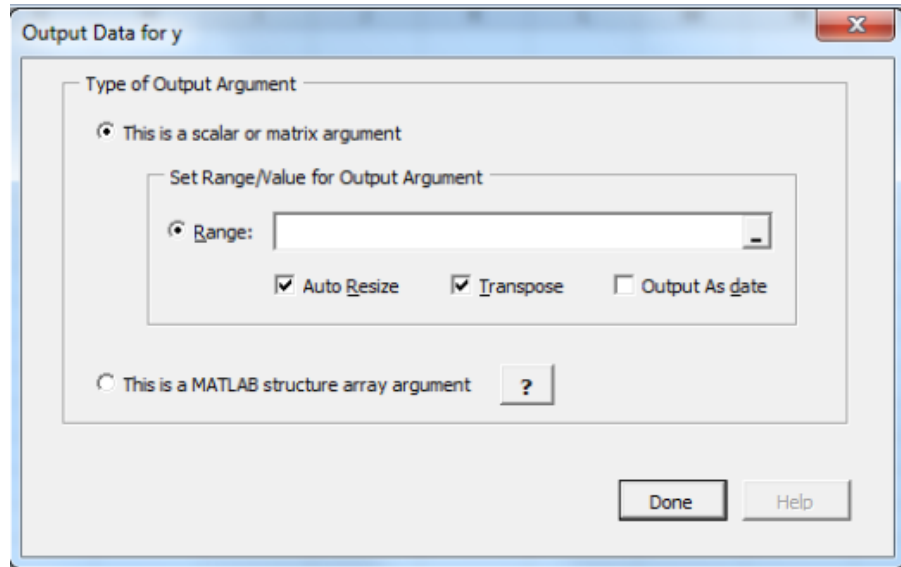 Output Data for y
Type of Output Argument
This is a scalar or matrix argument
Set Range/Value for Output Argument
Range:
Auto Resize Transpose Output As date
This is a MATLAB structure array argument ?
Done Help